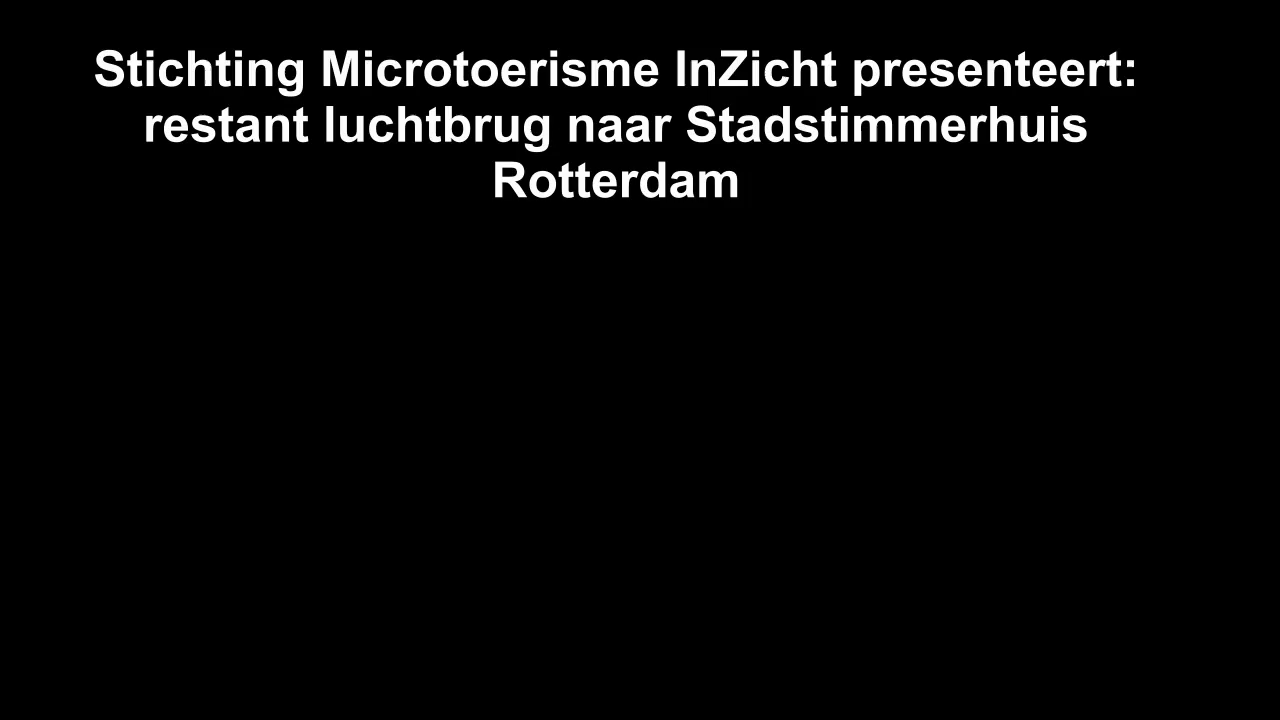 Stichting Microtoerisme InZicht presenteert:
restant luchtbrug naar Stadstimmerhuis
Rotterdam